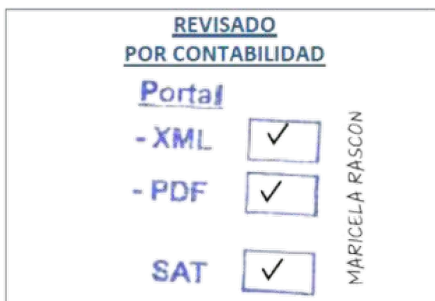 REVISADO
POR CONTABILIDAD
Portal
- XML ✓
- PDF ✓
SAT ✓
MARICELA RASCON